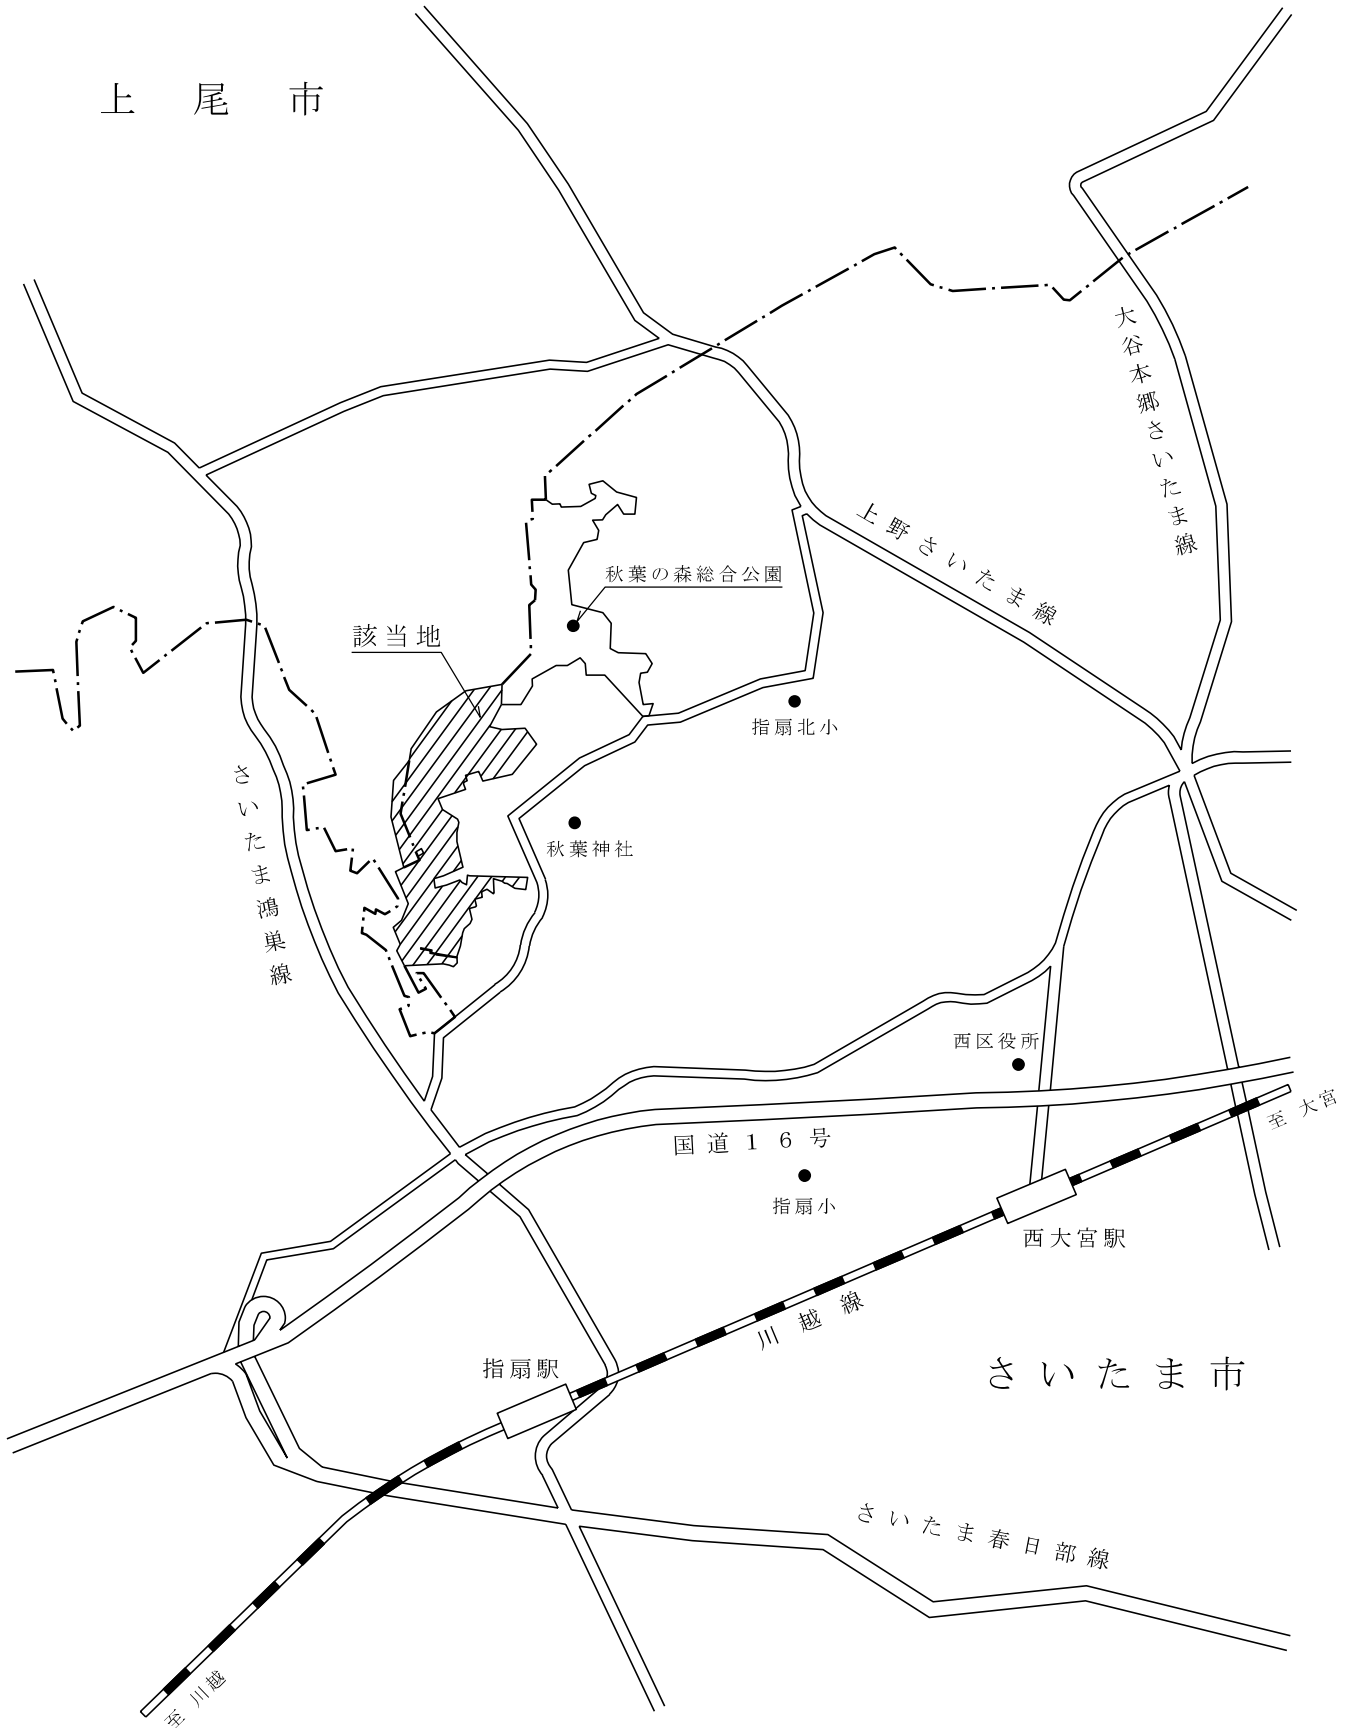 上尾市
大谷本郷さいたま線
上野さいたま線
秋葉の森総合公園
該当地
指扇北小
さいたま鴻巣線
秋葉神社
西区役所
至 大宮
国道16号
指扇小
西大宮駅
川越線
指扇駅
さいたま市
さいたま春日部線
至 川越